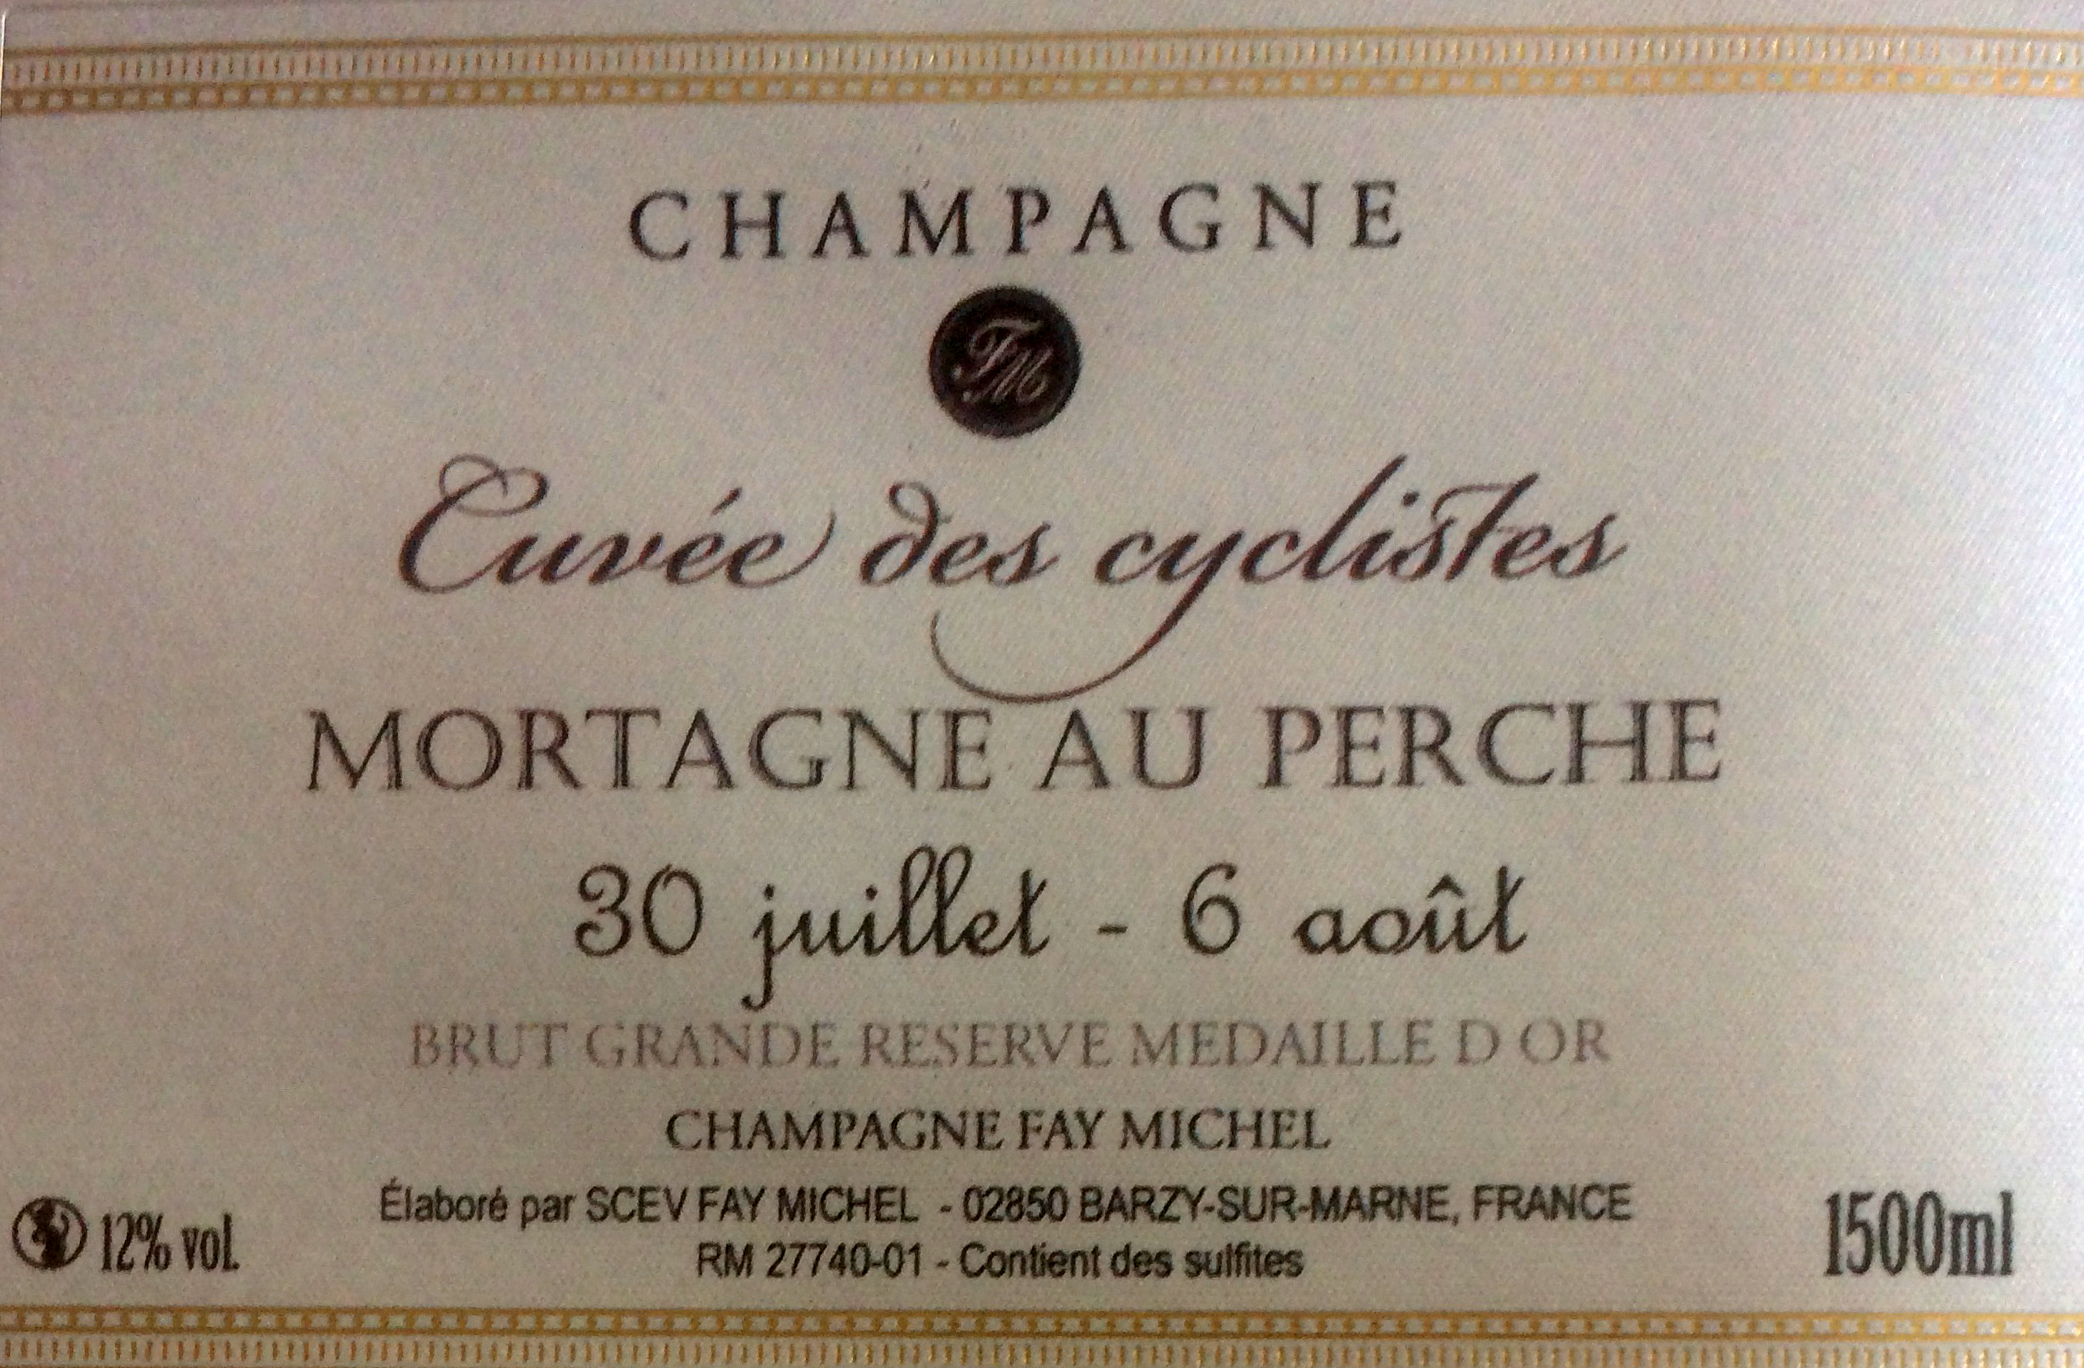 CHAMPAGNE
FM
Cuvée des cyclistes
MORTAGNE AU PERCHE
30 juillet - 6 août
BRUT GRANDE RESERVE MEDAILLE D OR
CHAMPAGNE FAY MICHEL
Élaboré par SCEV FAY MICHEL - 02850 BARZY-SUR-MARNE, FRANCE
12% vol.
RM 27740-01 - Contient des sulfites
1500ml